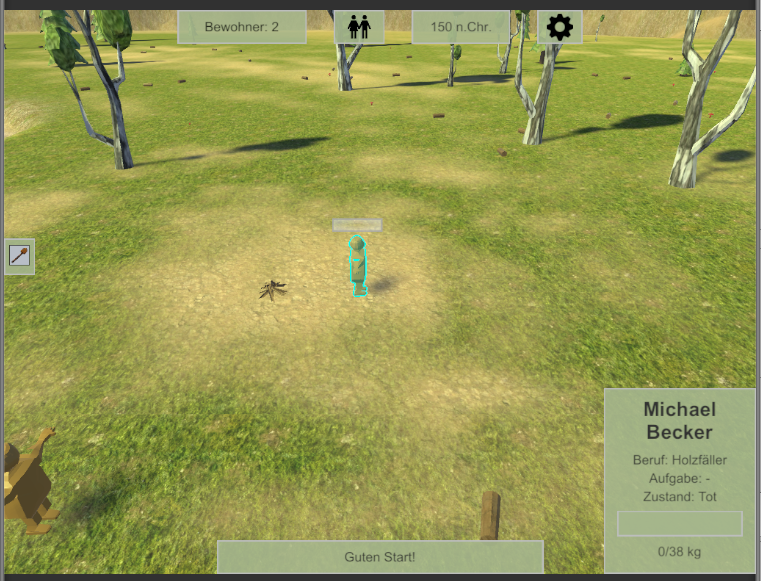 Bewohner: 2
150 n.Chr.
Michael
Becker
Beruf: Holzfäller
Aufgabe: -
Zustand: Tot
0/38 kg
Guten Start!